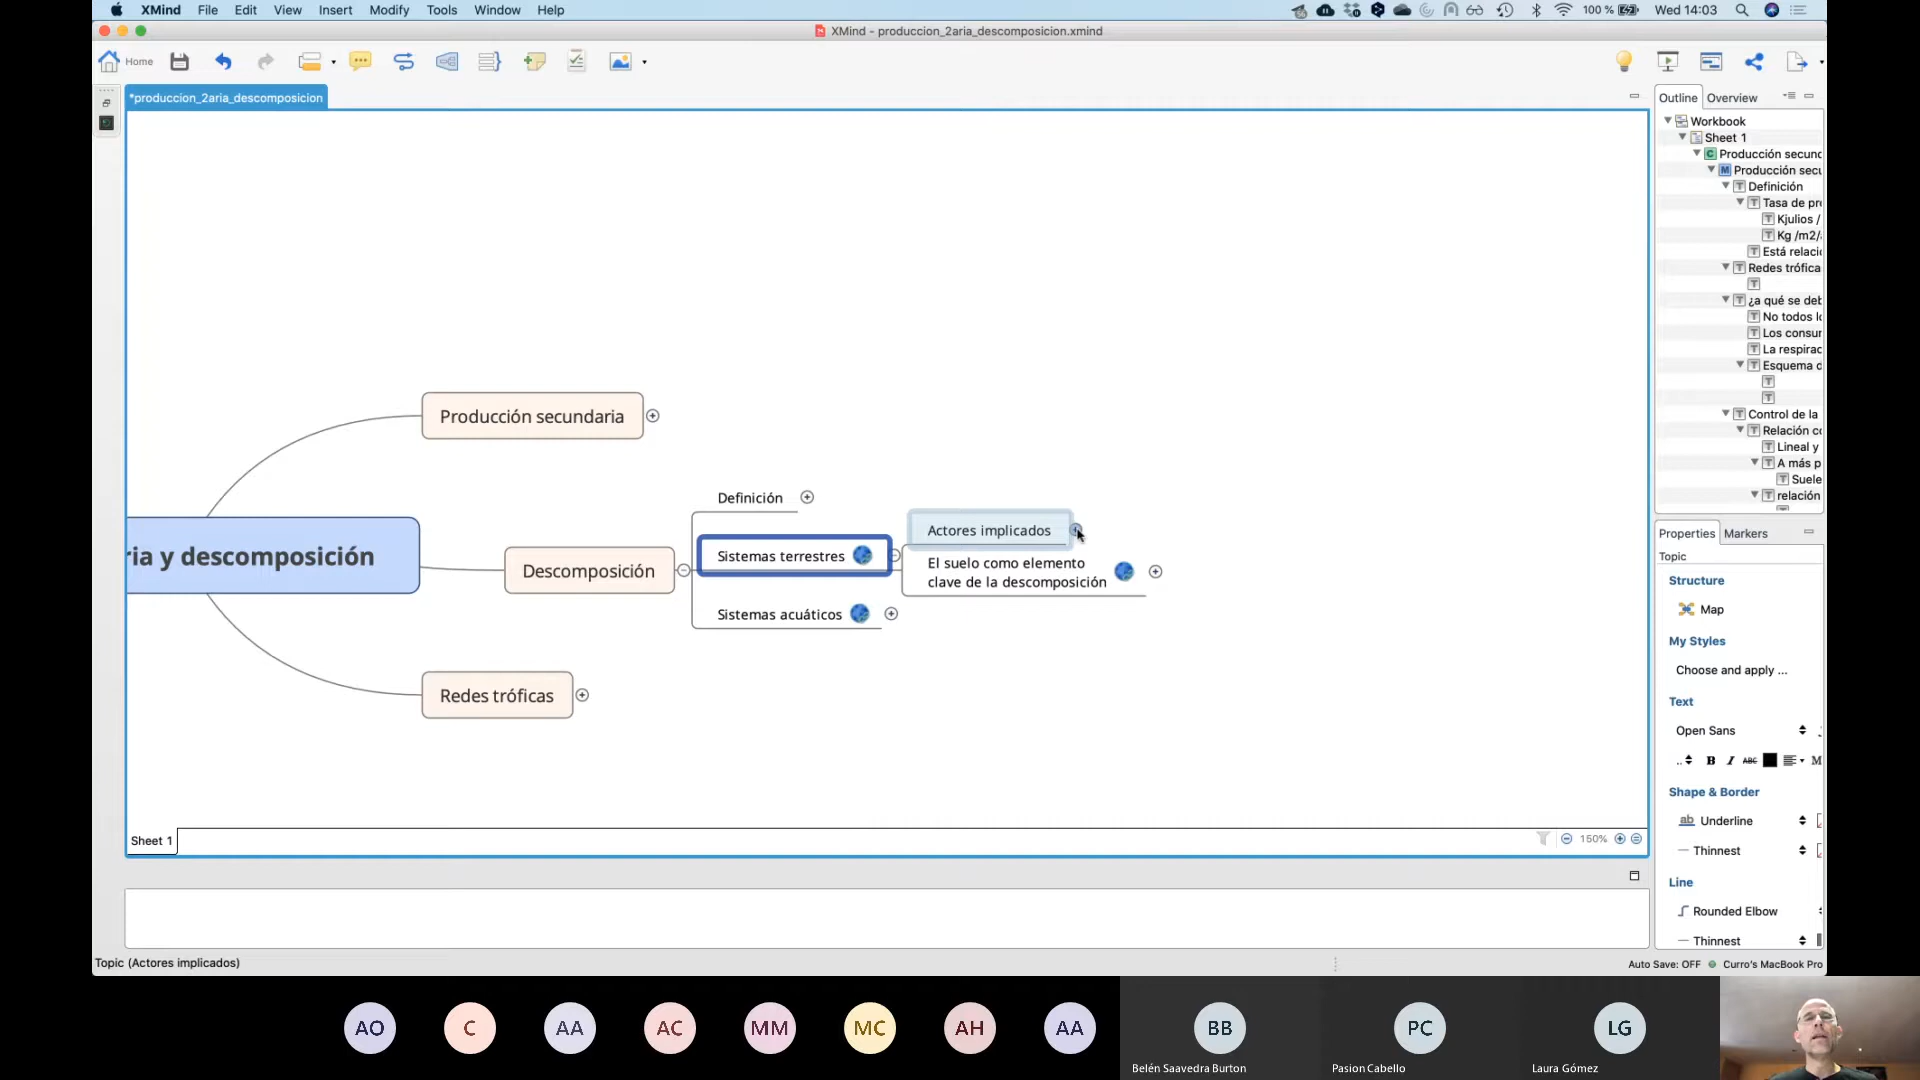 XMind File Edit View Insert Modify Tools Window Help
100 % Wed 14:03
XMind - produccion_2aria_descomposicion.xmind
Home
*produccion_2aria_descomposicion
Producción secundaria
Definición
Actores implicados
Sistemas terrestres
El suelo como elemento
clave de la descomposición
ria y descomposición
Descomposición
Sistemas acuáticos
Redes tróficas
Sheet 1
150%
Outline Overview
Workbook
Sheet 1
C Producción secund
M Producción secu
T Definición
T Tasa de pr
T Kjulios /
T Kg /m2/
T Está relaci
T Redes trófica
T
T ¿a qué se deb
T No todos l
T Los consur
T La respirac
T Esquema d
T
T
T Control de la
T Relación c
T Lineal y
T A más p
T Suele
T relación
Properties Markers
Topic
Structure
Map
My Styles
Choose and apply ...
Text
Open Sans
.. B I ABC M
Shape & Border
ab Underline
Thinnest
Line
Rounded Elbow
Thinnest
Topic (Actores implicados)
Auto Save: OFF Curro's MacBook Pro
AO C AA AC MM MC AH AA BB PC LG
Belén Saavedra Burton Pasion Cabello Laura Gómez